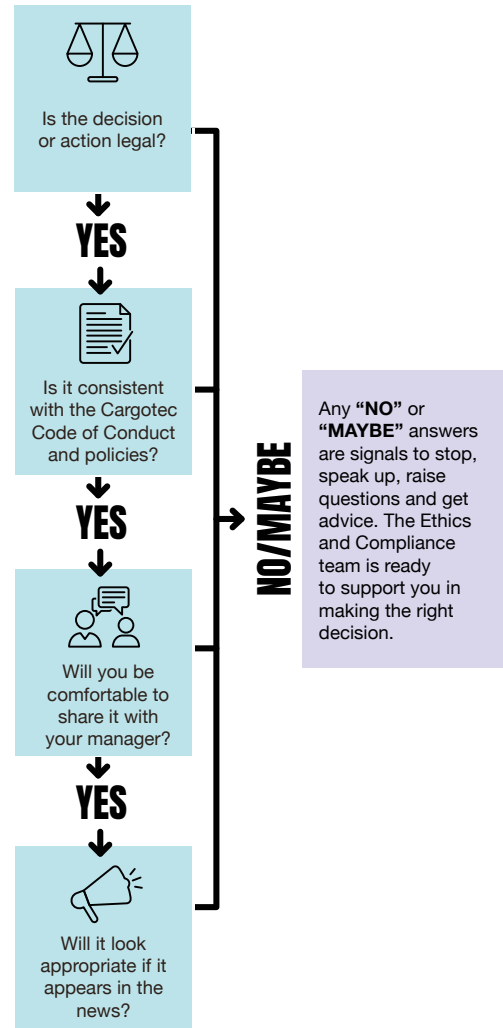 Is the decision
or action legal?
YES
Is it consistent
with the Cargotec
Code of Conduct
and policies?
YES
Will you be
comfortable to
share it with
your manager?
YES
Will it look
appropriate if it
appears in the
news?
NO/MAYBE
Any “NO” or
“MAYBE” answers
are signals to stop,
speak up, raise
questions and get
advice. The Ethics
and Compliance
team is ready
to support you in
making the right
decision.